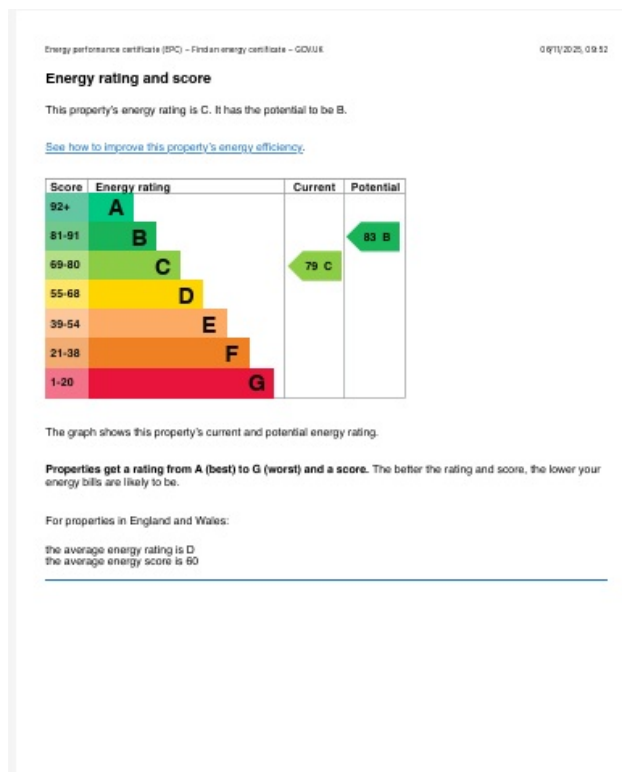 Energy performance certificate (EPC) – Find an energy certificate – GOV.UK 06/11/2025, 09:52
Energy rating and score
This property's energy rating is C. It has the potential to be B.
See how to improve this property's energy efficiency.
Score Energy rating Current Potential
92+ A
81-91 B 83 B
69-80 C 79 C
55-68 D
39-54 E
21-38 F
1-20 G
The graph shows this property's current and potential energy rating.
Properties get a rating from A (best) to G (worst) and a score. The better the rating and score, the lower your
energy bills are likely to be.
For properties in England and Wales:
the average energy rating is D
the average energy score is 60